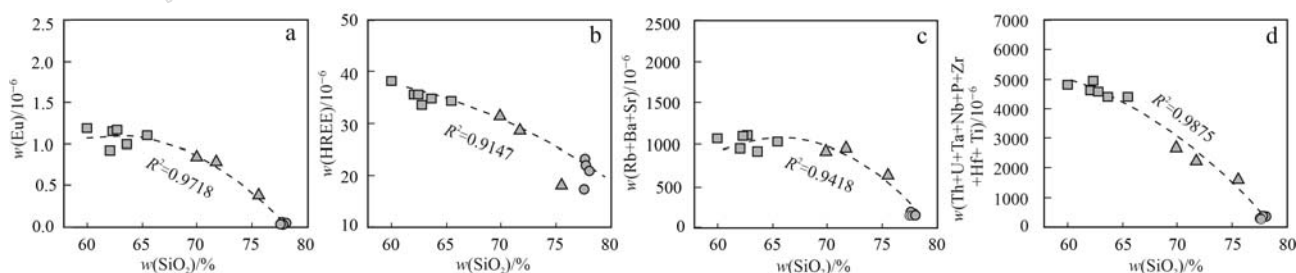 a
w(Eu)/10⁻⁶
2.5
2.0
1.5
1.0
0.5
0.0
R²=0.9718
60 65 70 75 80
w(SiO₂)/%
b
w(HREE)/10⁻⁶
50
40
30
20
10
R²=0.9147
60 65 70 75 80
w(SiO₂)/%
c
w(Rb+Ba+Sr)/10⁻⁶
2500
2000
1500
1000
500
0
R²=0.9418
60 65 70 75 80
w(SiO₂)/%
d
w(Th+U+Ta+Nb+P+Zr
+Hf+Ti)/10⁻⁶
7000
6000
5000
4000
3000
2000
1000
0
R²=0.9875
60 65 70 75 80
w(SiO₂)/%